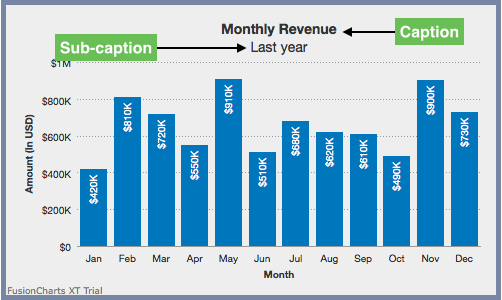 Monthly Revenue
Caption
Sub-caption
Last year
$1M
$800K
$600K
$400K
$200K
$0
Amount (In USD)
$420K
$810K
$720K
$550K
$910K
$510K
$680K
$620K
$610K
$490K
$900K
$730K
Jan Feb Mar Apr May Jun Jul Aug Sep Oct Nov Dec
Month
FusionCharts XT Trial